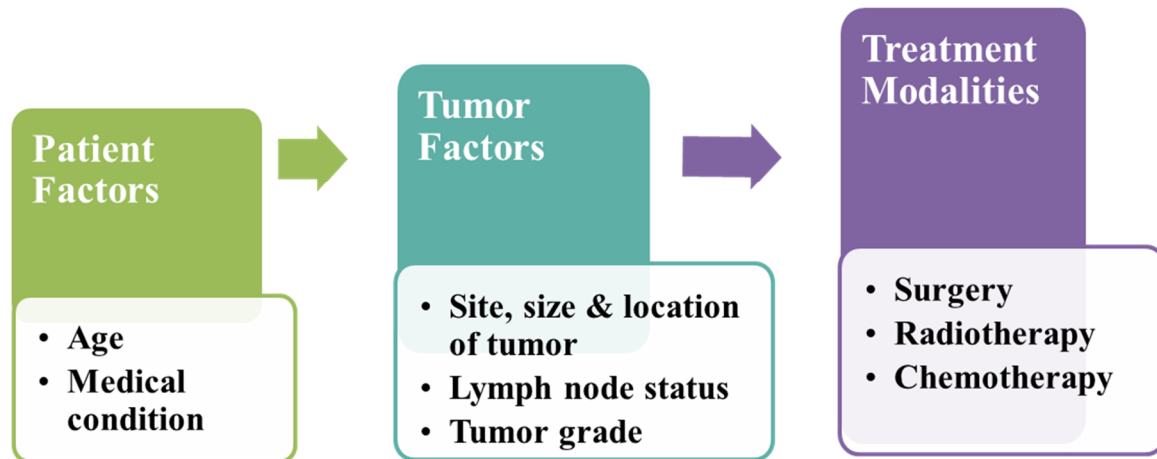 Patient
Factors
• Age
• Medical
condition
Tumor
Factors
• Site, size & location
of tumor
• Lymph node status
• Tumor grade
Treatment
Modalities
• Surgery
• Radiotherapy
• Chemotherapy